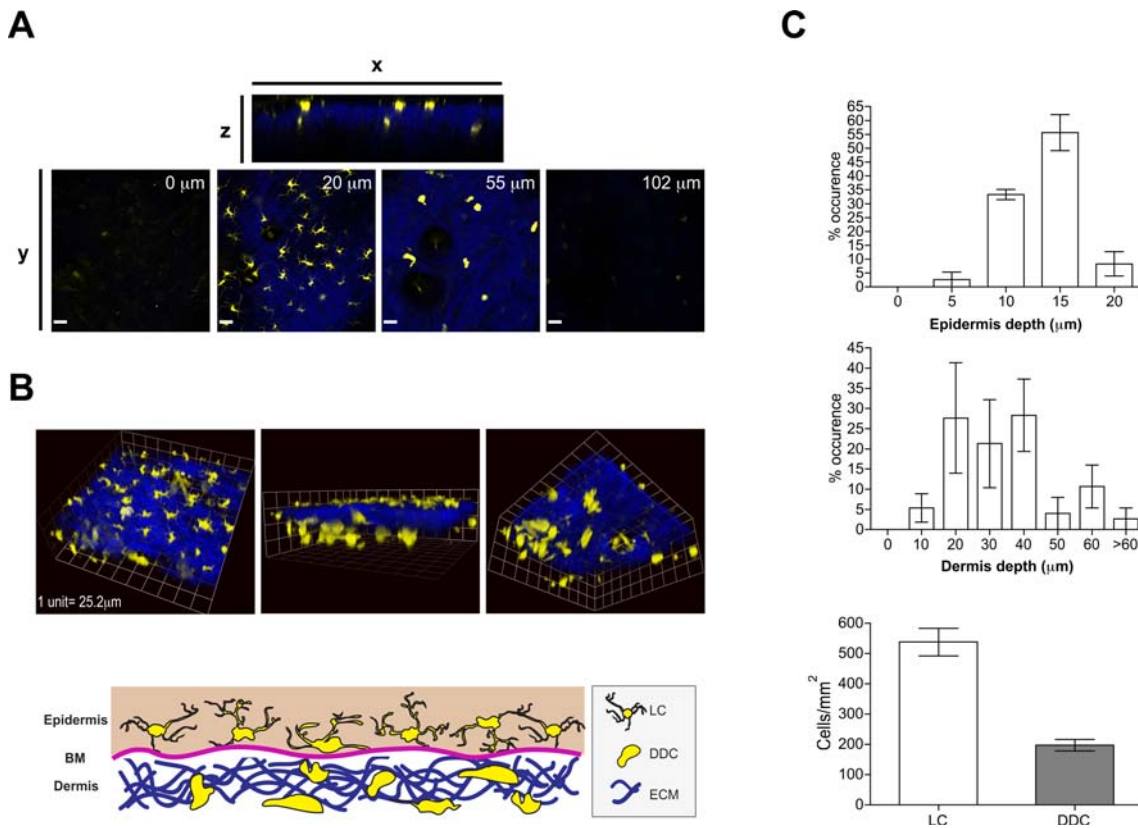 A
x
z
y
0 μm
20 μm
55 μm
102 μm
B
1 unit= 25.2μm
Epidermis
BM
Dermis
LC
DDC
ECM
C
65
60
55
50
45
40
35
30
25
20
15
10
5
0
% occurence
0 5 10 15 20
Epidermis depth (μm)
45
40
35
30
25
20
15
10
5
0
% occurence
0 10 20 30 40 50 60 >60
Dermis depth (μm)
600
500
400
300
200
100
0
Cells/mm²
LC DDC